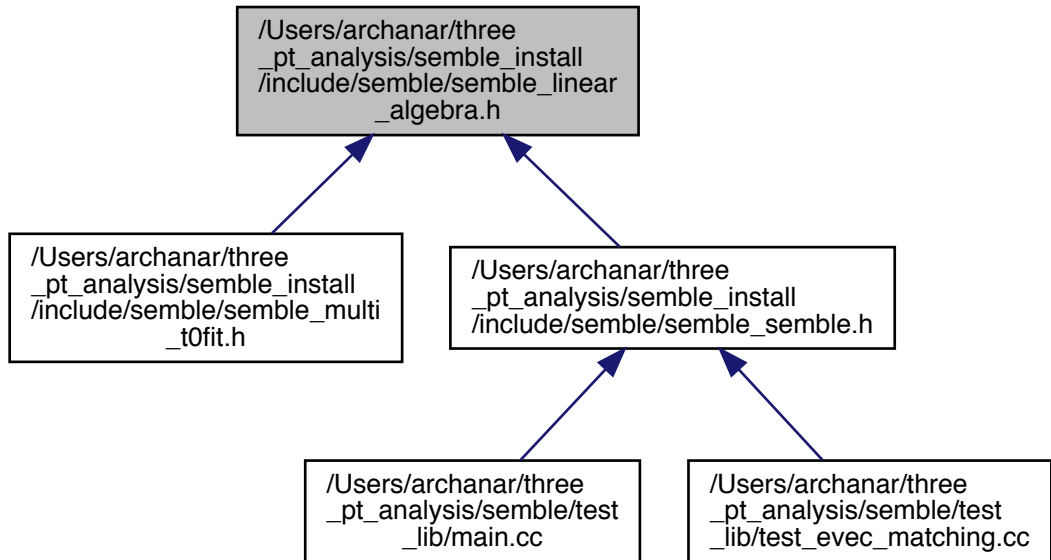 /Users/archanar/three
_pt_analysis/semble_install
/include/semble/semble_linear
_algebra.h
/Users/archanar/three
_pt_analysis/semble_install
/include/semble/semble_multi
_t0fit.h
/Users/archanar/three
_pt_analysis/semble_install
/include/semble/semble_semble.h
/Users/archanar/three
_pt_analysis/semble/test
_lib/main.cc
/Users/archanar/three
_pt_analysis/semble/test
_lib/test_evec_matching.cc